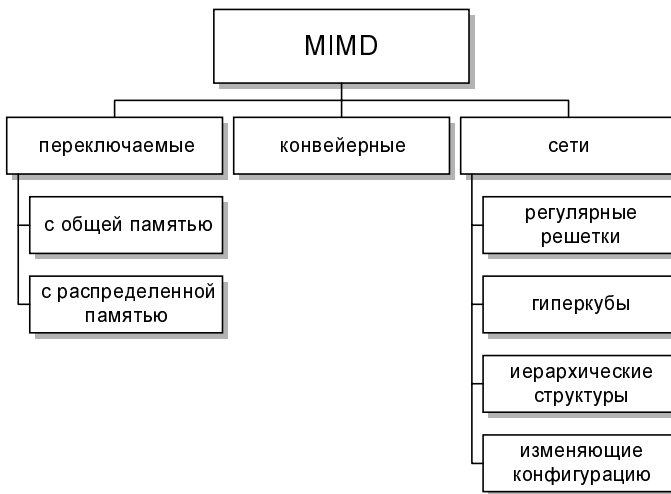 MIMD
переключаемые
конвейерные
сети
с общей памятью
с распределенной
памятью
регулярные
решетки
гиперкубы
иерархические
структуры
изменяющие
конфигурацию